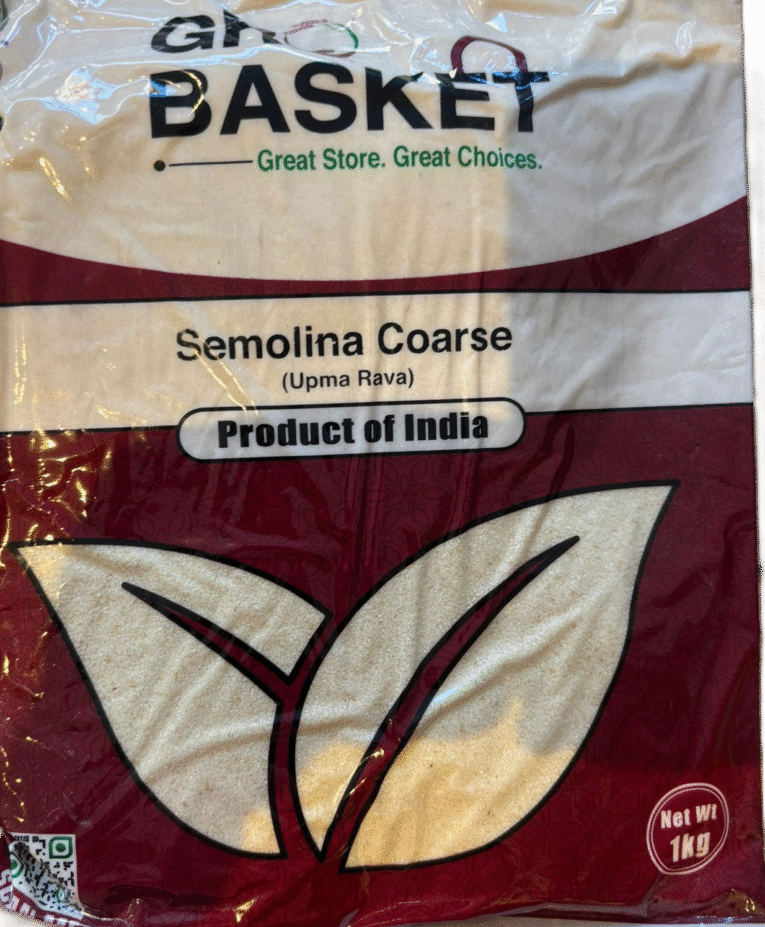 BASKET
Great Store. Great Choices.
Semolina Coarse
(Upma Rava)
Product of India
Net Wt
1kg